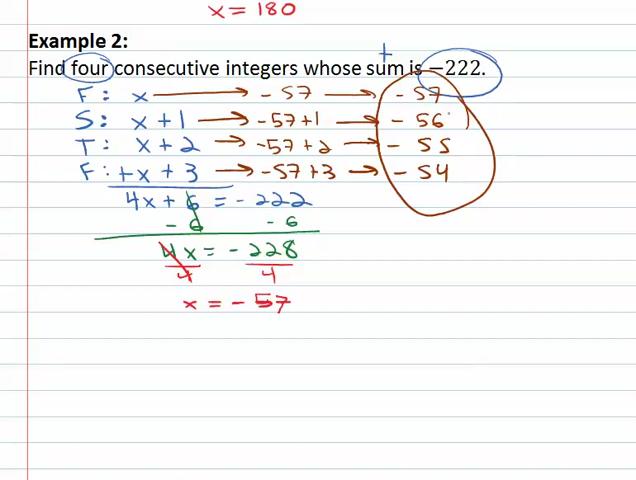 x = 180
Example 2:
+
Find four consecutive integers whose sum is −222.
F: x → -57 → - 57
S: x + 1 → -57+1 → - 56
T: x + 2 → -57+2 → - 55
F: +x + 3 → -57+3 → - 54
4x + 6 = - 222
- 6 - 6
4x = - 228
4 4
x = - 57